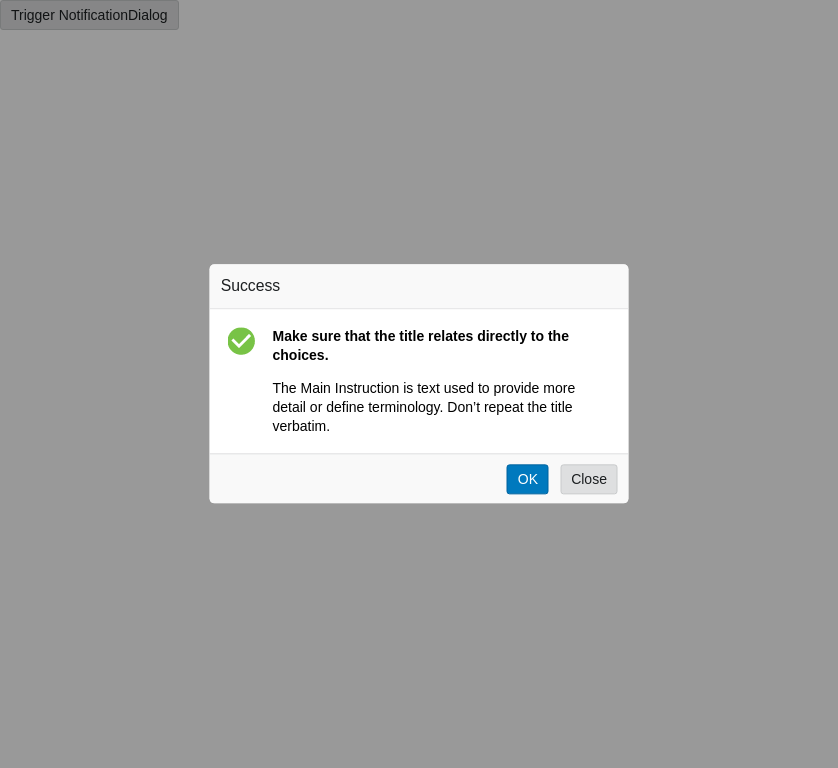 Trigger NotificationDialog
Success
Make sure that the title relates directly to the
choices.
The Main Instruction is text used to provide more
detail or define terminology. Don’t repeat the title
verbatim.
OK
Close